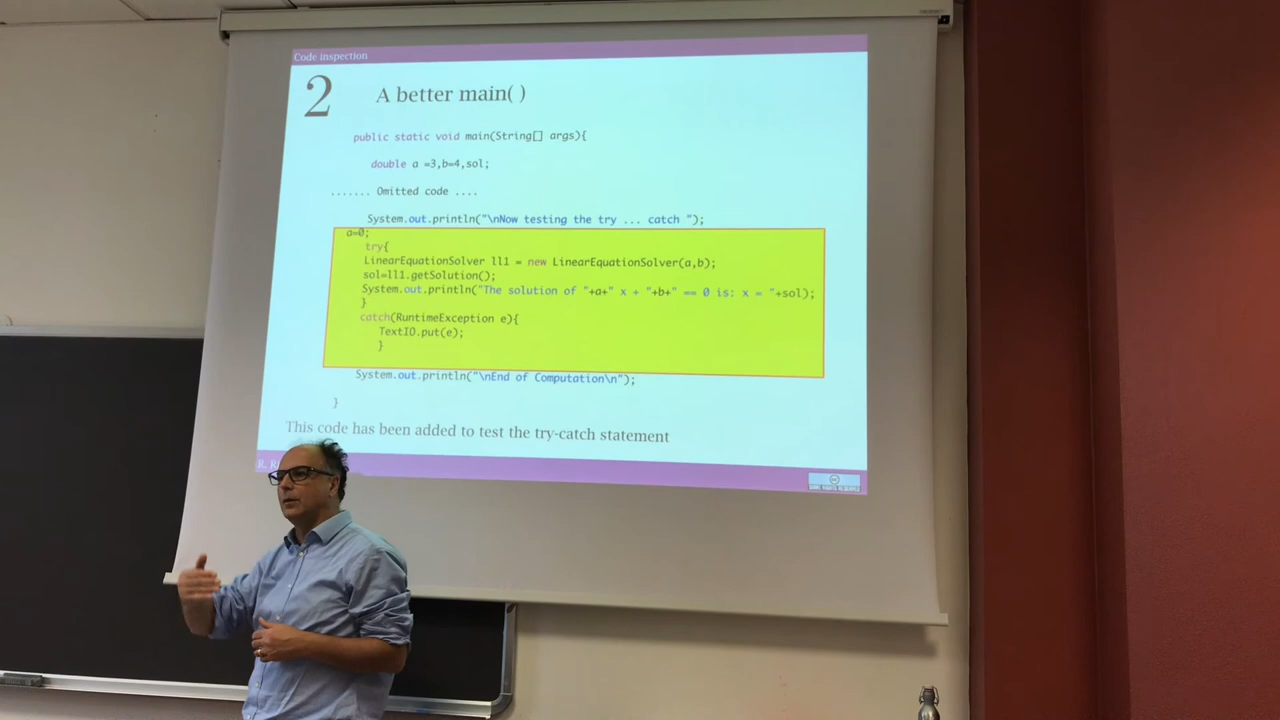 Code inspection
2 A better main( )
public static void main(String[] args){
double a =3,b=4,sol;
....... Omitted code ....
System.out.println("\nNow testing the try ... catch ");
a=0;
try{
LinearEquationSolver ll1 = new LinearEquationSolver(a,b);
sol=ll1.getSolution();
System.out.println("The solution of "+a+" x + "+b+" == 0 is: x = "+sol);
}
catch(RuntimeException e){
TextIO.put(e);
}
System.out.println("\nEnd of Computation\n");
}
This code has been added to test the try-catch statement
R.
SOME RIGHTS RESERVED